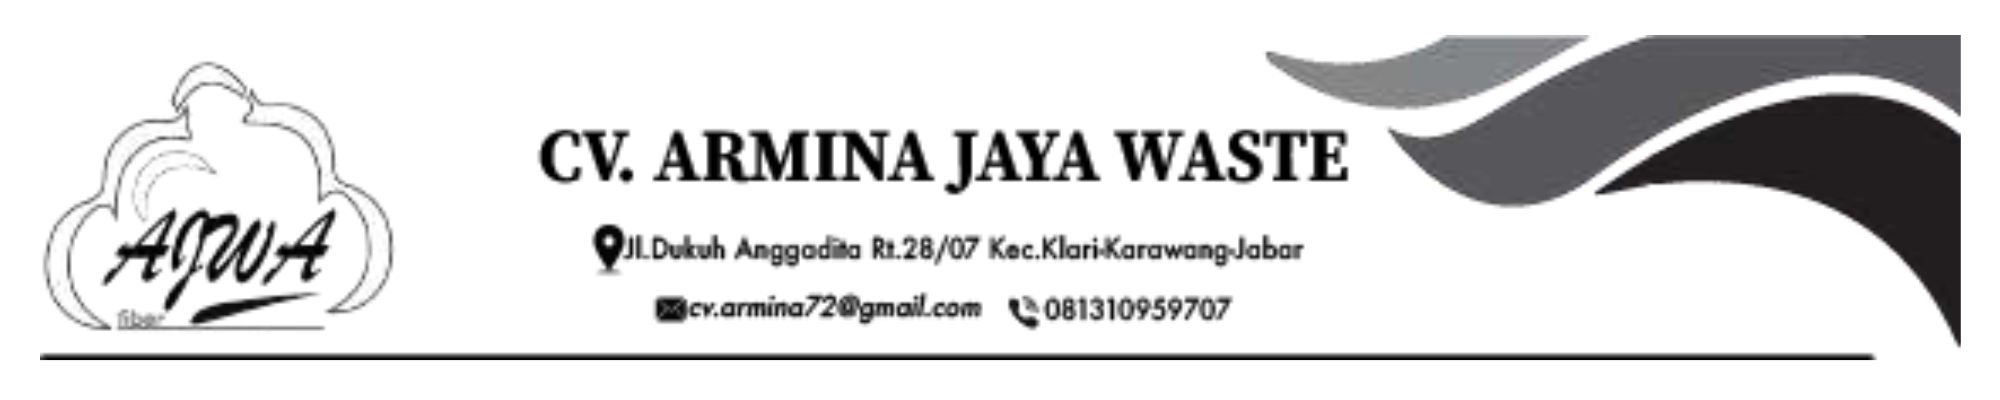 CV. ARMINA JAYA WASTE
Jl.Dukuh Anggadita Rt.28/07 Kec.Klari-Karawang-Jabar
cv.armina72@gmail.com 081310959707
AJWA
fiber